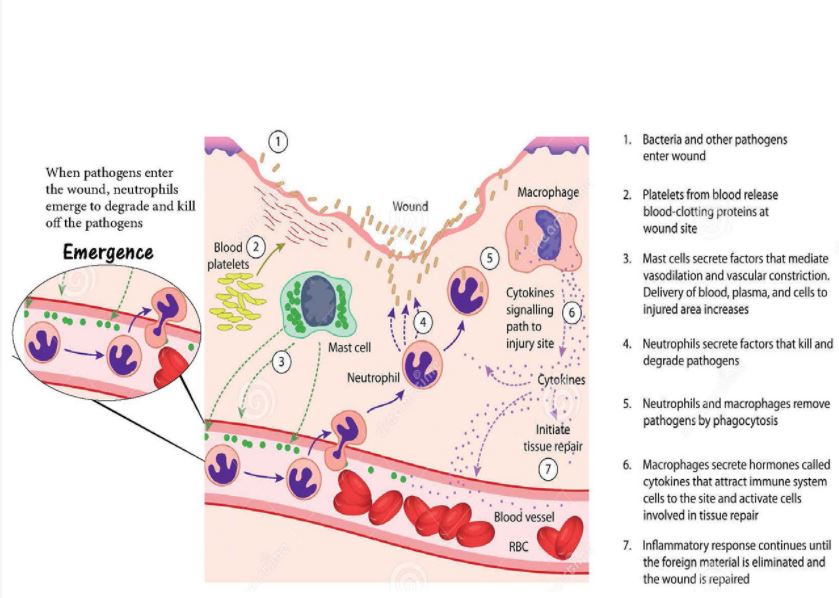 When pathogens enter
the wound, neutrophils
emerge to degrade and kill
off the pathogens
Emergence
1
Wound
Macrophage
Blood
platelets
2
5
Cytokines
signalling
path to
injury site
6
4
Mast cell
3
Neutrophil
Cytokines
Initiate
tissue repair
7
Blood vessel
RBC
1. Bacteria and other pathogens
enter wound
2. Platelets from blood release
blood-clotting proteins at
wound site
3. Mast cells secrete factors that mediate
vasodilation and vascular constriction.
Delivery of blood, plasma, and cells to
injured area increases
4. Neutrophils secrete factors that kill and
degrade pathogens
5. Neutrophils and macrophages remove
pathogens by phagocytosis
6. Macrophages secrete hormones called
cytokines that attract immune system
cells to the site and activate cells
involved in tissue repair
7. Inflammatory response continues until
the foreign material is eliminated and
the wound is repaired